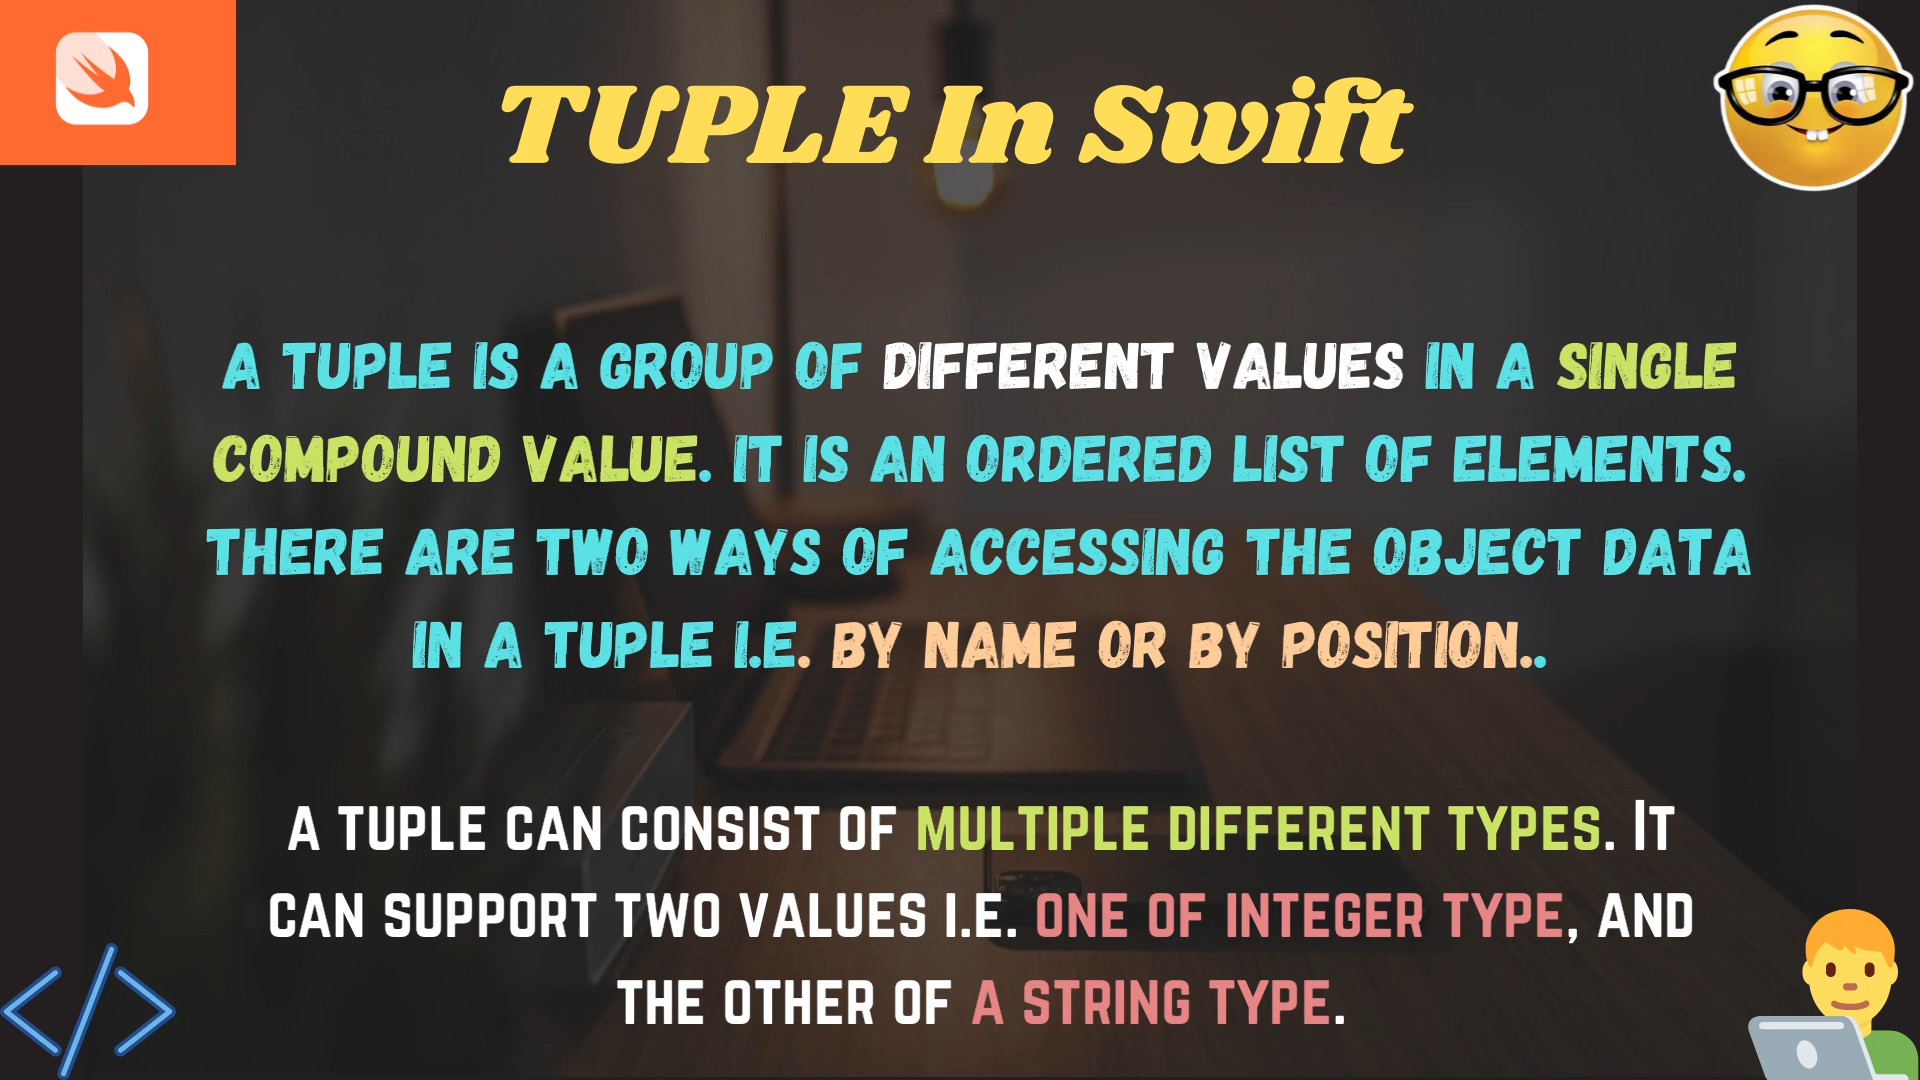 TUPLE In Swift
A TUPLE IS A GROUP OF DIFFERENT VALUES IN A SINGLE
COMPOUND VALUE. IT IS AN ORDERED LIST OF ELEMENTS.
THERE ARE TWO WAYS OF ACCESSING THE OBJECT DATA
IN A TUPLE I.E. BY NAME OR BY POSITION..
A TUPLE CAN CONSIST OF MULTIPLE DIFFERENT TYPES. IT
CAN SUPPORT TWO VALUES I.E. ONE OF INTEGER TYPE, AND
THE OTHER OF A STRING TYPE.